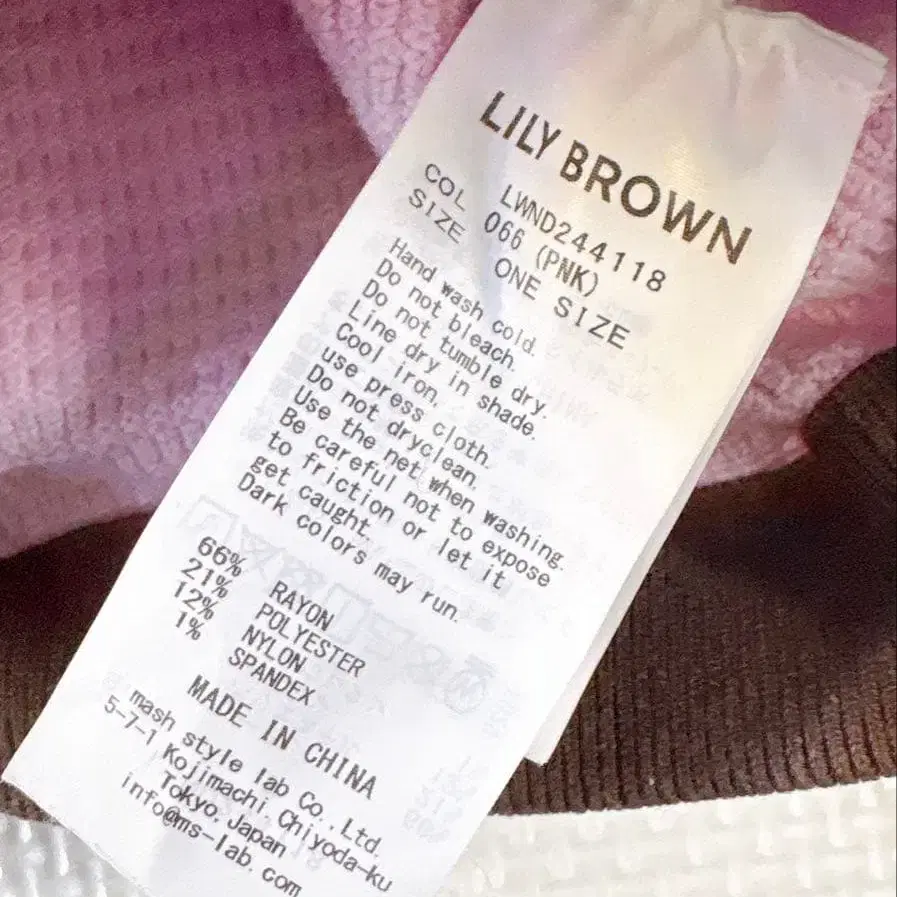 LILY BROWN
LWND244118
COL 066 (PNK)
SIZE ONE SIZE
Hand wash cold.
Do not bleach.
Do not tumble dry.
Line dry in shade.
Cool iron,
use press cloth.
Do not dryclean.
Use the net when washing.
Be careful not to expose
to friction or let it
get caught.
Dark colors may run.
66% RAYON
21% POLYESTER
12% NYLON
1% SPANDEX
MADE IN CHINA
mash style lab Co.,Ltd.
5-7-1 Kojimachi,Chiyoda-ku
Tokyo,Japan
info@ms-lab.com